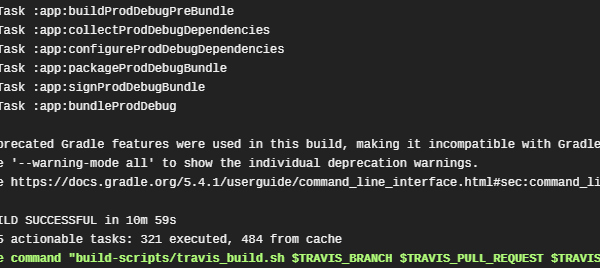 Task :app:buildProdDebugPreBundle
Task :app:collectProdDebugDependencies
Task :app:configureProdDebugDependencies
Task :app:packageProdDebugBundle
Task :app:signProdDebugBundle
Task :app:bundleProdDebug
precated Gradle features were used in this build, making it incompatible with Gradle
e '--warning-mode all' to show the individual deprecation warnings.
e https://docs.gradle.org/5.4.1/userguide/command_line_interface.html#sec:command_li
ILD SUCCESSFUL in 10m 59s
5 actionable tasks: 321 executed, 484 from cache
e command "build-scripts/travis_build.sh $TRAVIS_BRANCH $TRAVIS_PULL_REQUEST $TRAVIS